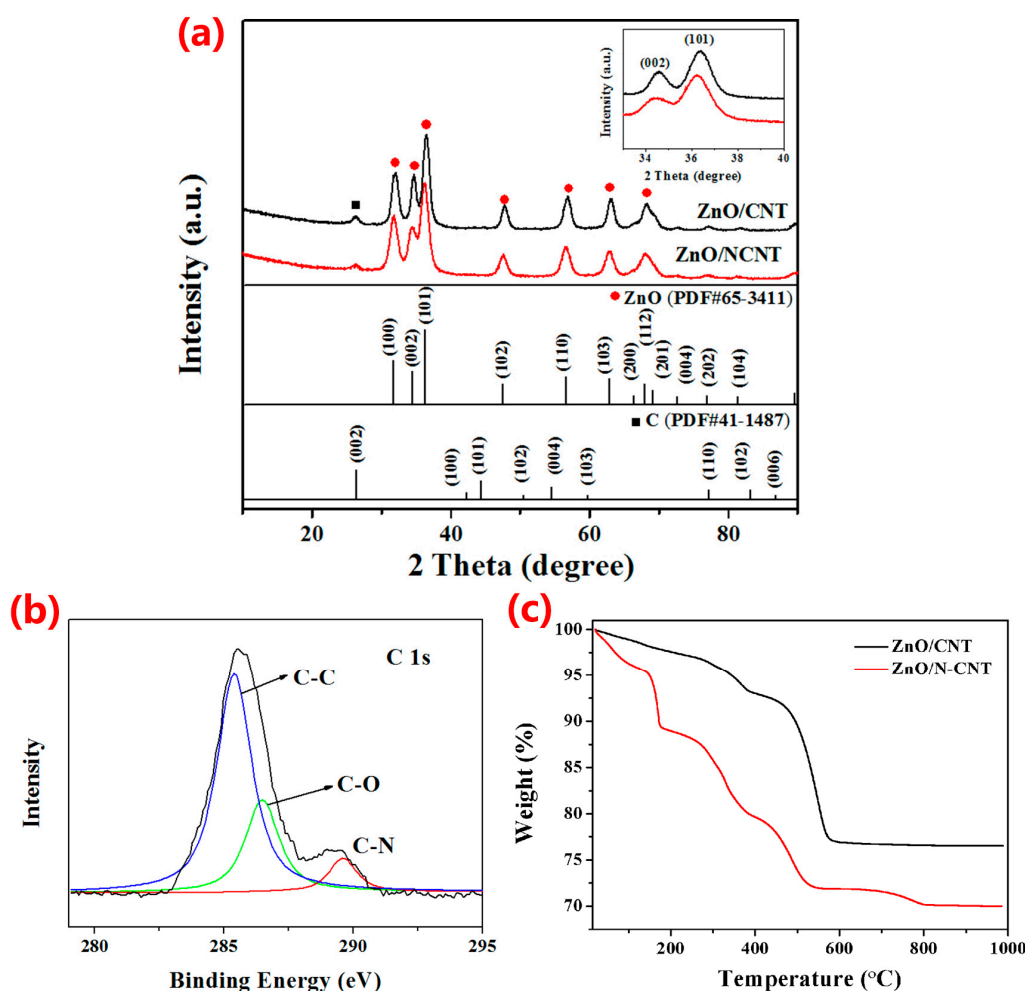 (a)
Intensity (a.u.)
2 Theta (degree)
20
40
60
80
Intensity (a.u.)
(002)
(101)
34
36
38
40
2 Theta (degree)
ZnO/CNT
ZnO/NCNT
ZnO (PDF#65-3411)
(100)
(002)
(101)
(102)
(110)
(103)
(200)
(112)
(201)
(004)
(202)
(104)
C (PDF#41-1487)
(002)
(100)
(101)
(102)
(004)
(103)
(110)
(102)
(006)
(b)
C 1s
C-C
C-O
C-N
Intensity
280
285
290
295
Binding Energy (eV)
(c)
ZnO/CNT
ZnO/N-CNT
Weight (%)
100
95
90
85
80
75
70
200
400
600
800
1000
Temperature (°C)